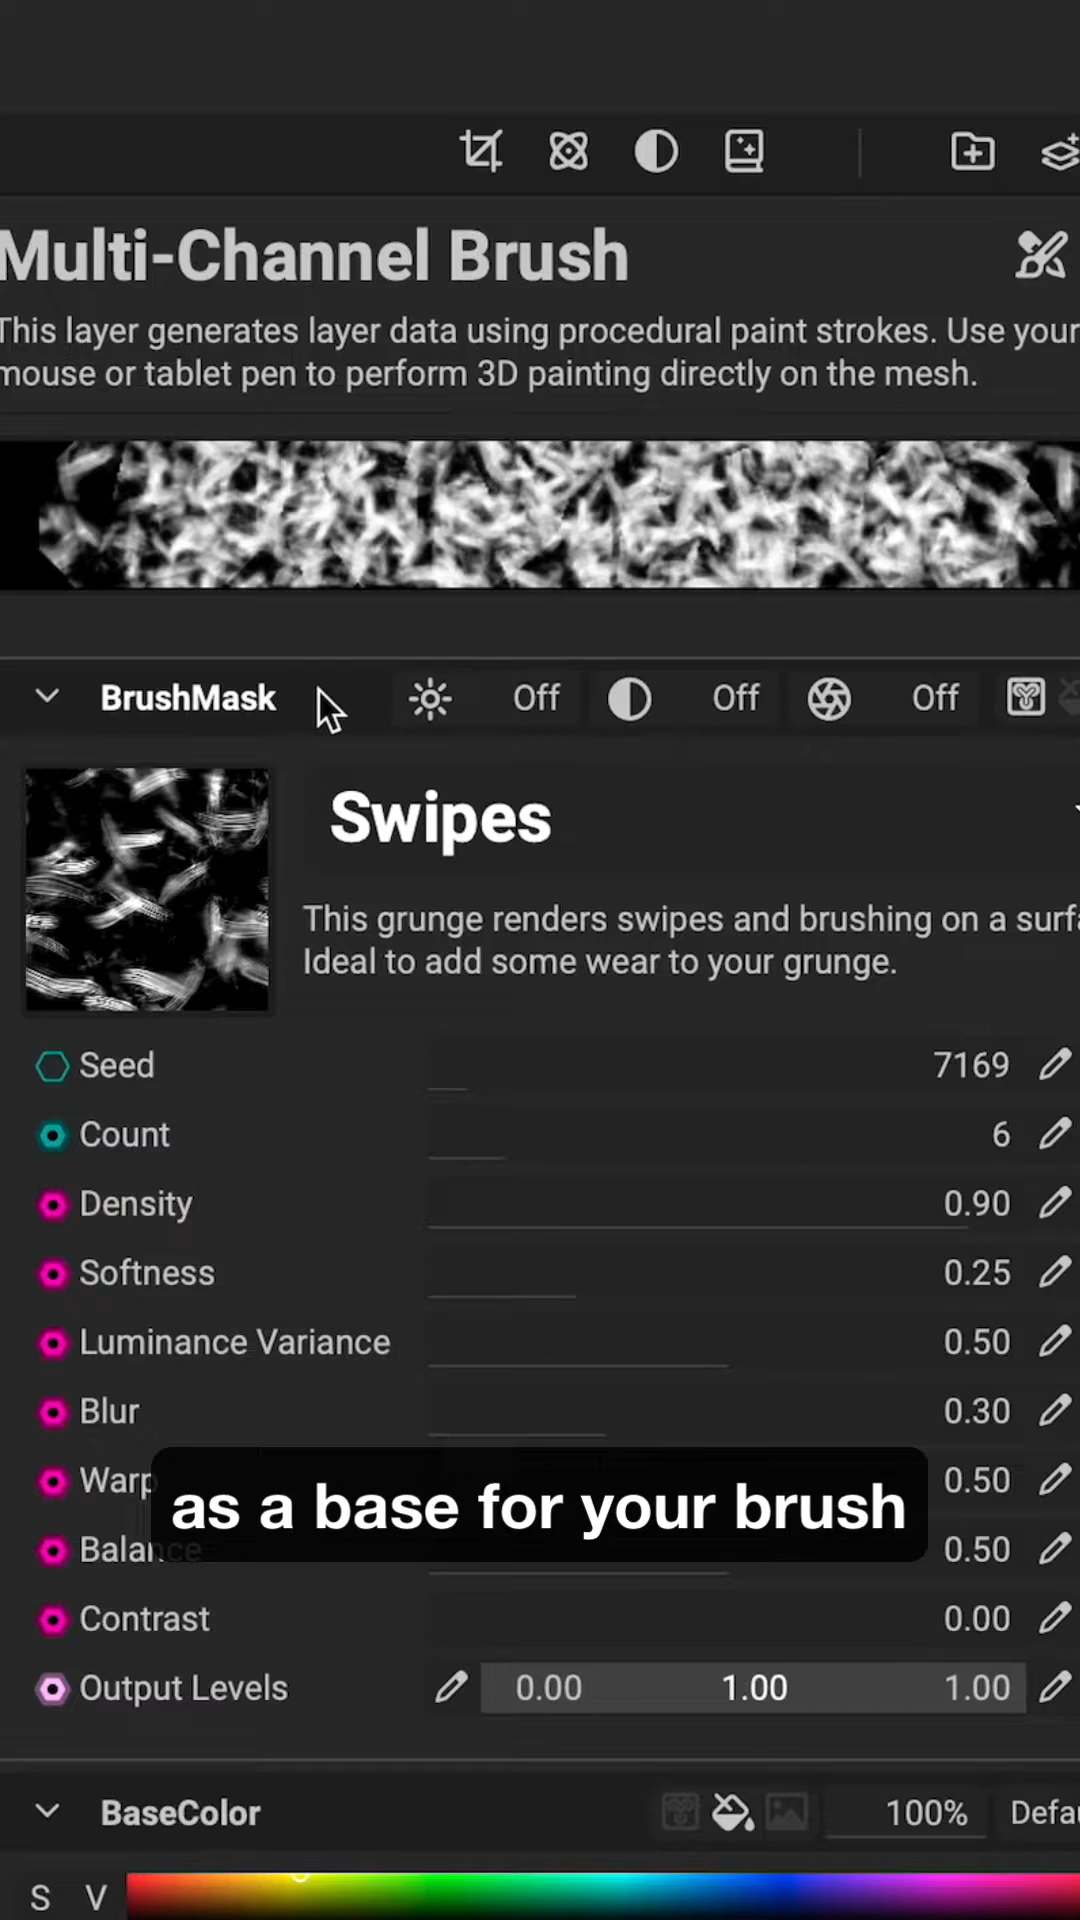 Multi-Channel Brush
This layer generates layer data using procedural paint strokes. Use your
mouse or tablet pen to perform 3D painting directly on the mesh.
BrushMask Off Off Off
Swipes
This grunge renders swipes and brushing on a surfa
Ideal to add some wear to your grunge.
Seed 7169
Count 6
Density 0.90
Softness 0.25
Luminance Variance 0.50
Blur 0.30
Warp 0.50
as a base for your brush
Balance 0.50
Contrast 0.00
Output Levels 0.00 1.00 1.00
BaseColor 100% Defau
S V